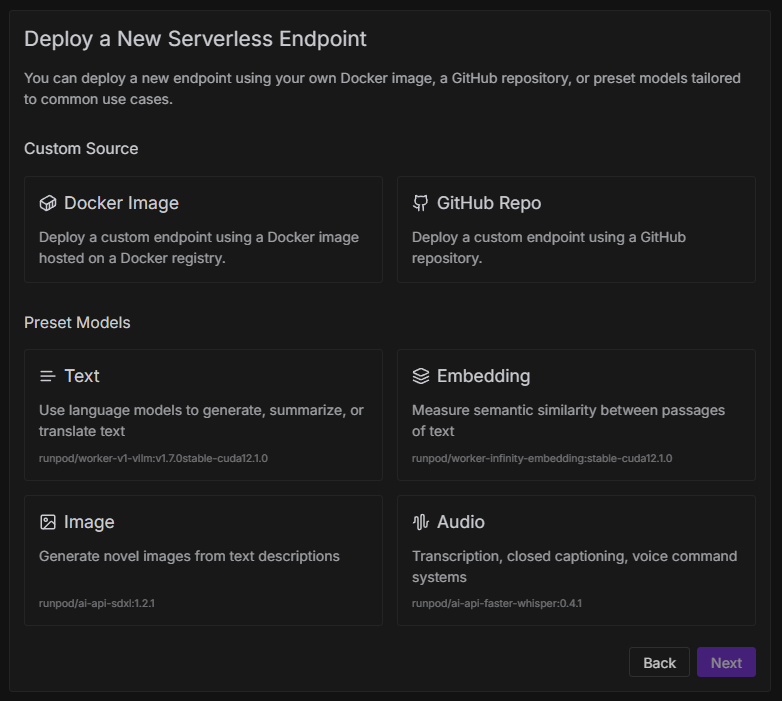 Deploy a New Serverless Endpoint
You can deploy a new endpoint using your own Docker image, a GitHub repository, or preset models tailored
to common use cases.
Custom Source
Docker Image
Deploy a custom endpoint using a Docker image
hosted on a Docker registry.
GitHub Repo
Deploy a custom endpoint using a GitHub
repository.
Preset Models
Text
Use language models to generate, summarize, or
translate text
runpod/worker-v1-vllm:v1.7.0stable-cuda12.1.0
Embedding
Measure semantic similarity between passages
of text
runpod/worker-infinity-embedding:stable-cuda12.1.0
Image
Generate novel images from text descriptions
runpod/ai-api-sdxl:1.2.1
Audio
Transcription, closed captioning, voice command
systems
runpod/ai-api-faster-whisper:0.4.1
Back
Next